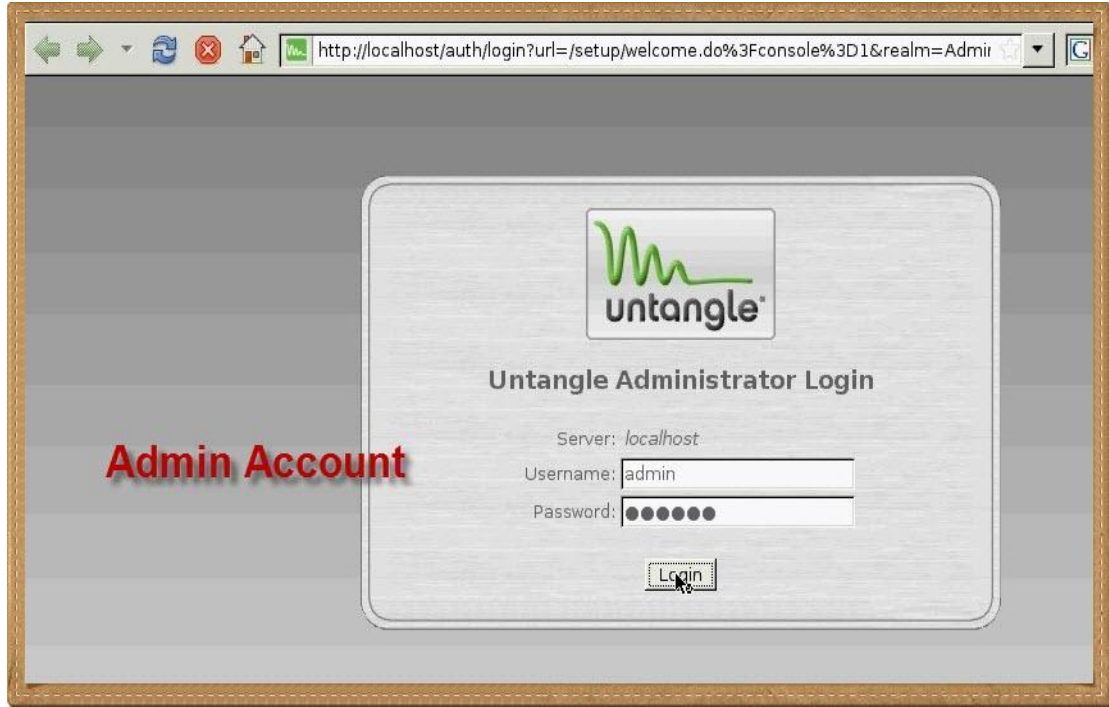 http://localhost/auth/login?url=/setup/welcome.do%3Fconsole%3D1&realm=Admir
G
untangle
Untangle Administrator Login
Server: localhost
Admin Account
Username: admin
Password: ●●●●●●
Login